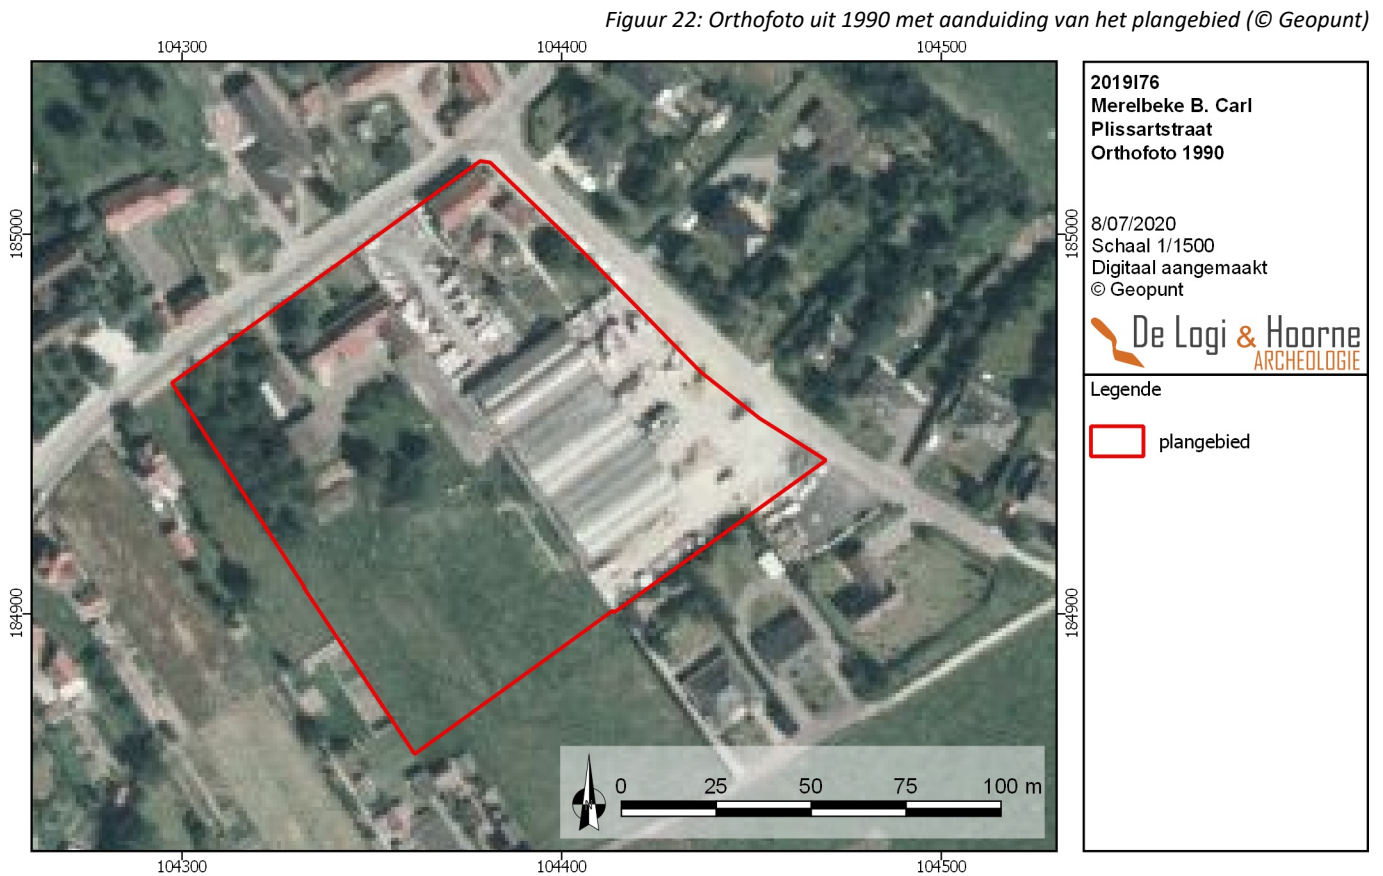 Figuur 22: Orthofoto uit 1990 met aanduiding van het plangebied (© Geopunt)
104300
104400
104500
185000
185000
184900
184900
104300
104400
104500
0 25 50 75 100 m
N
2019I76
Merelbeke B. Carl
Plissartstraat
Orthofoto 1990
8/07/2020
Schaal 1/1500
Digitaal aangemaakt
© Geopunt
De Logi & Hoorne
ARCHEOLOGIE
Legende
plangebied